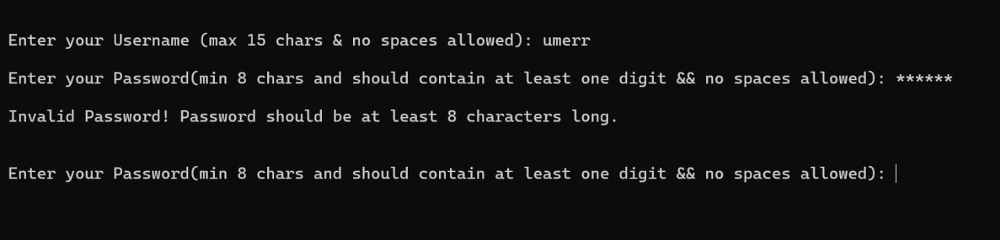 Enter your Username (max 15 chars & no spaces allowed): umerr
Enter your Password(min 8 chars and should contain at least one digit && no spaces allowed): ******
Invalid Password! Password should be at least 8 characters long.
Enter your Password(min 8 chars and should contain at least one digit && no spaces allowed):